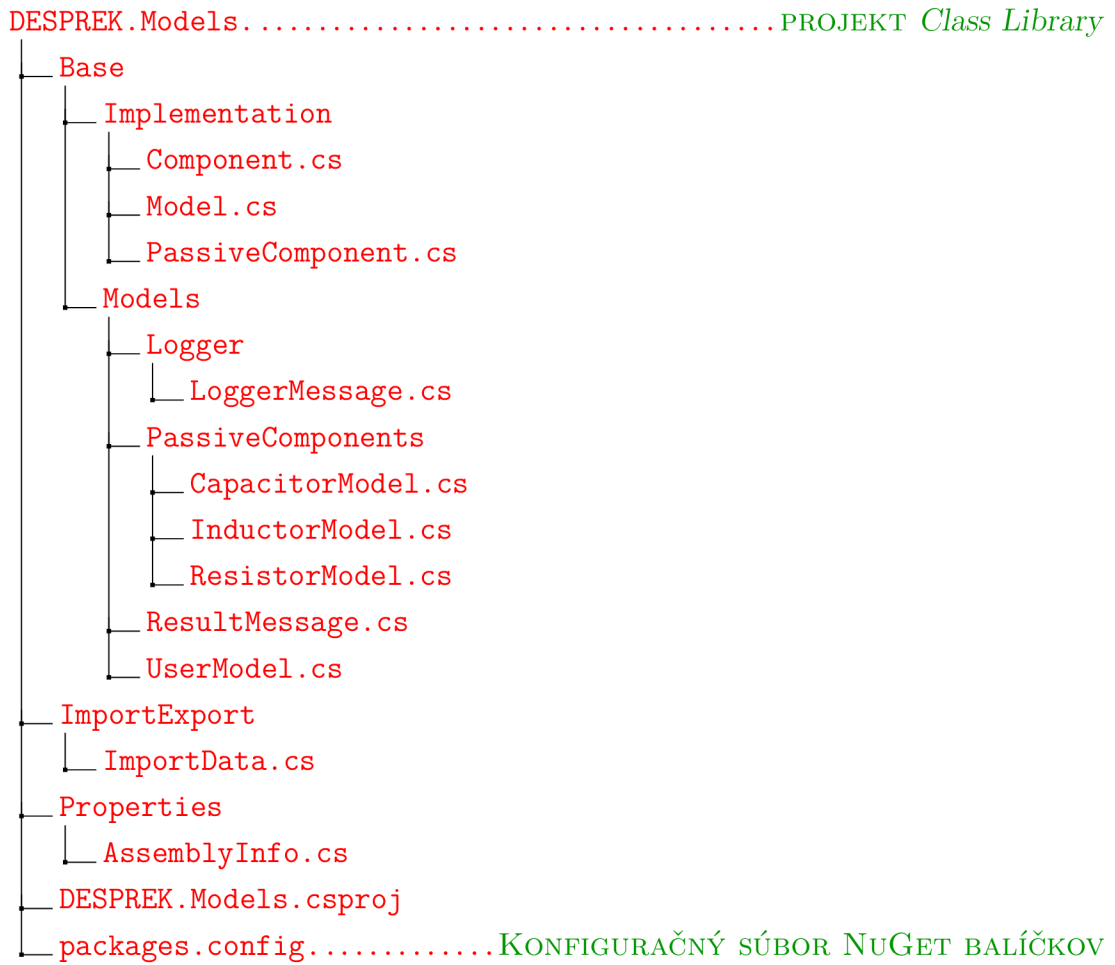 DESPREK.Models.....................................PROJEKT Class Library
Base
Implementation
Component.cs
Model.cs
PassiveComponent.cs
Models
Logger
LoggerMessage.cs
PassiveComponents
CapacitorModel.cs
InductorModel.cs
ResistorModel.cs
ResultMessage.cs
UserModel.cs
ImportExport
ImportData.cs
Properties
AssemblyInfo.cs
DESPREK.Models.csproj
packages.config.............KONFIGURAČNÝ SÚBOR NUGET BALÍČKOV